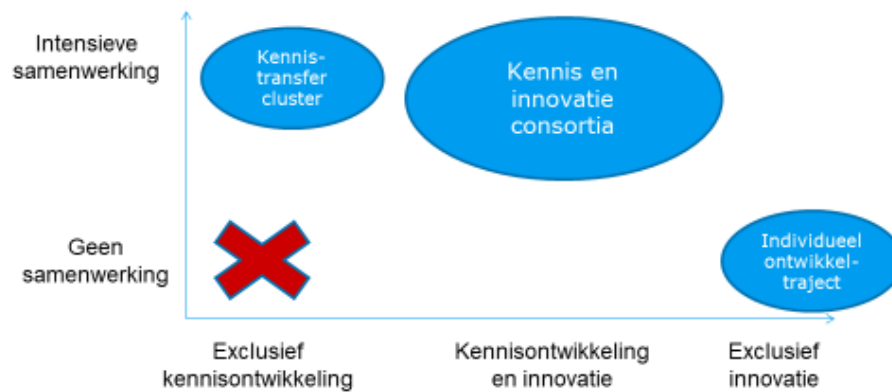 Intensieve
samenwerking
Kennis-
transfer
cluster
Kennis en
innovatie
consortia
Geen
samenwerking
Individueel
ontwikkel-
traject
Exclusief
kennisontwikkeling
Kennisontwikkeling
en innovatie
Exclusief
innovatie